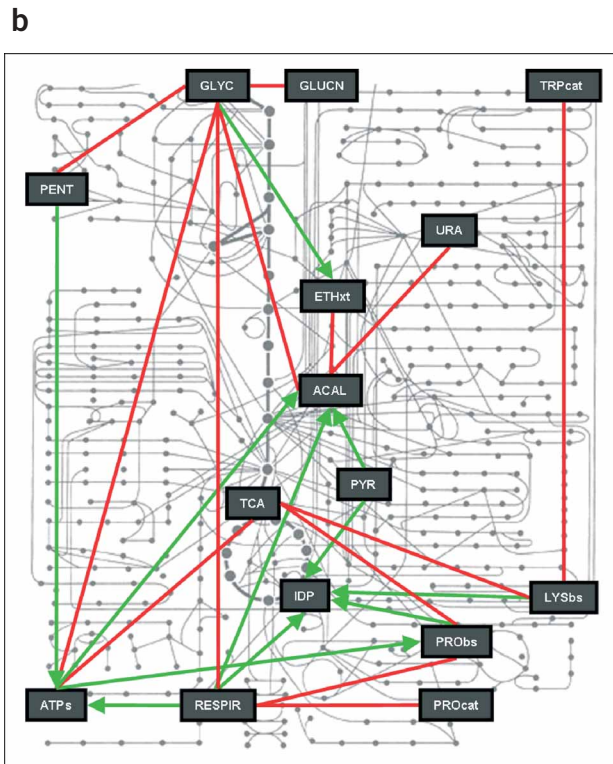 b
GLYC
GLUCN
TRPcat
PENT
URA
ETHxt
ACAL
PYR
TCA
IDP
LYSbs
PRObs
ATPs
RESPIR
PROcat